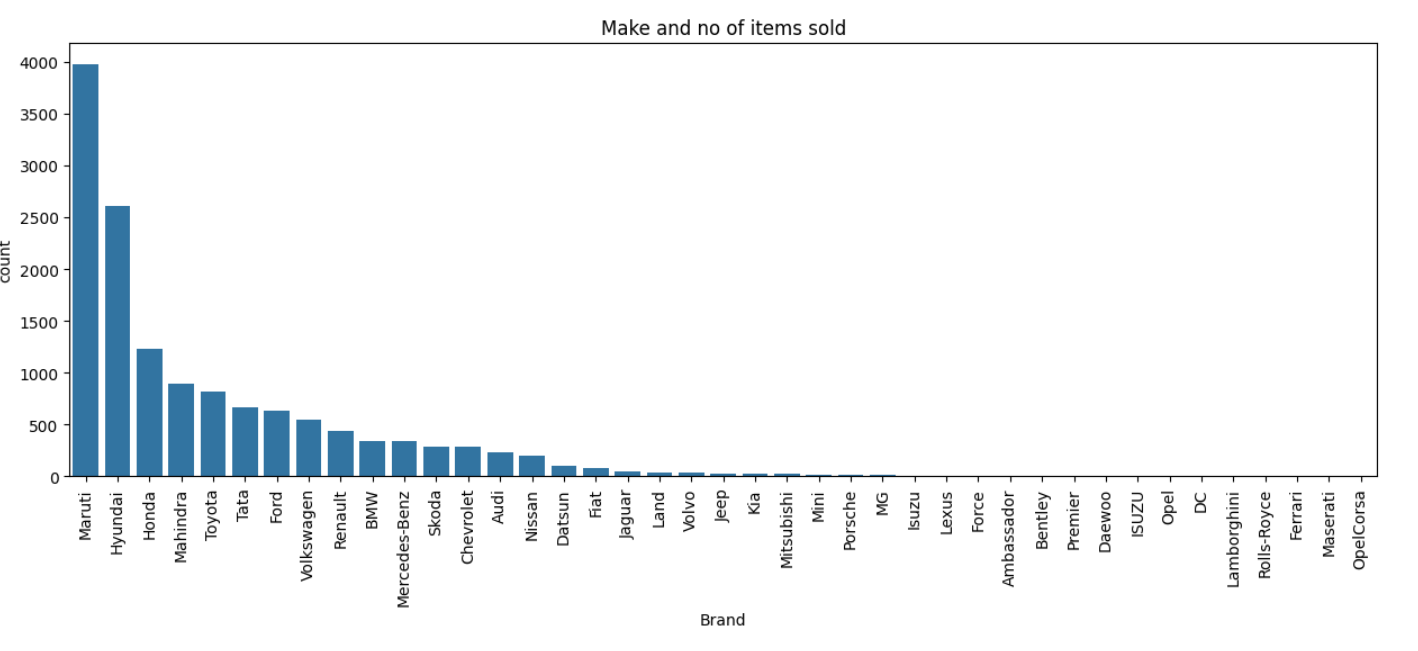 Make and no of items sold
4000
3500
3000
2500
2000
1500
1000
500
0
count
Maruti
Hyundai
Honda
Mahindra
Toyota
Tata
Ford
Volkswagen
Renault
BMW
Mercedes-Benz
Skoda
Chevrolet
Audi
Nissan
Datsun
Fiat
Jaguar
Land
Volvo
Jeep
Kia
Mitsubishi
Mini
Porsche
MG
Isuzu
Lexus
Force
Ambassador
Bentley
Premier
Daewoo
ISUZU
Opel
DC
Lamborghini
Rolls-Royce
Ferrari
Maserati
OpelCorsa
Brand